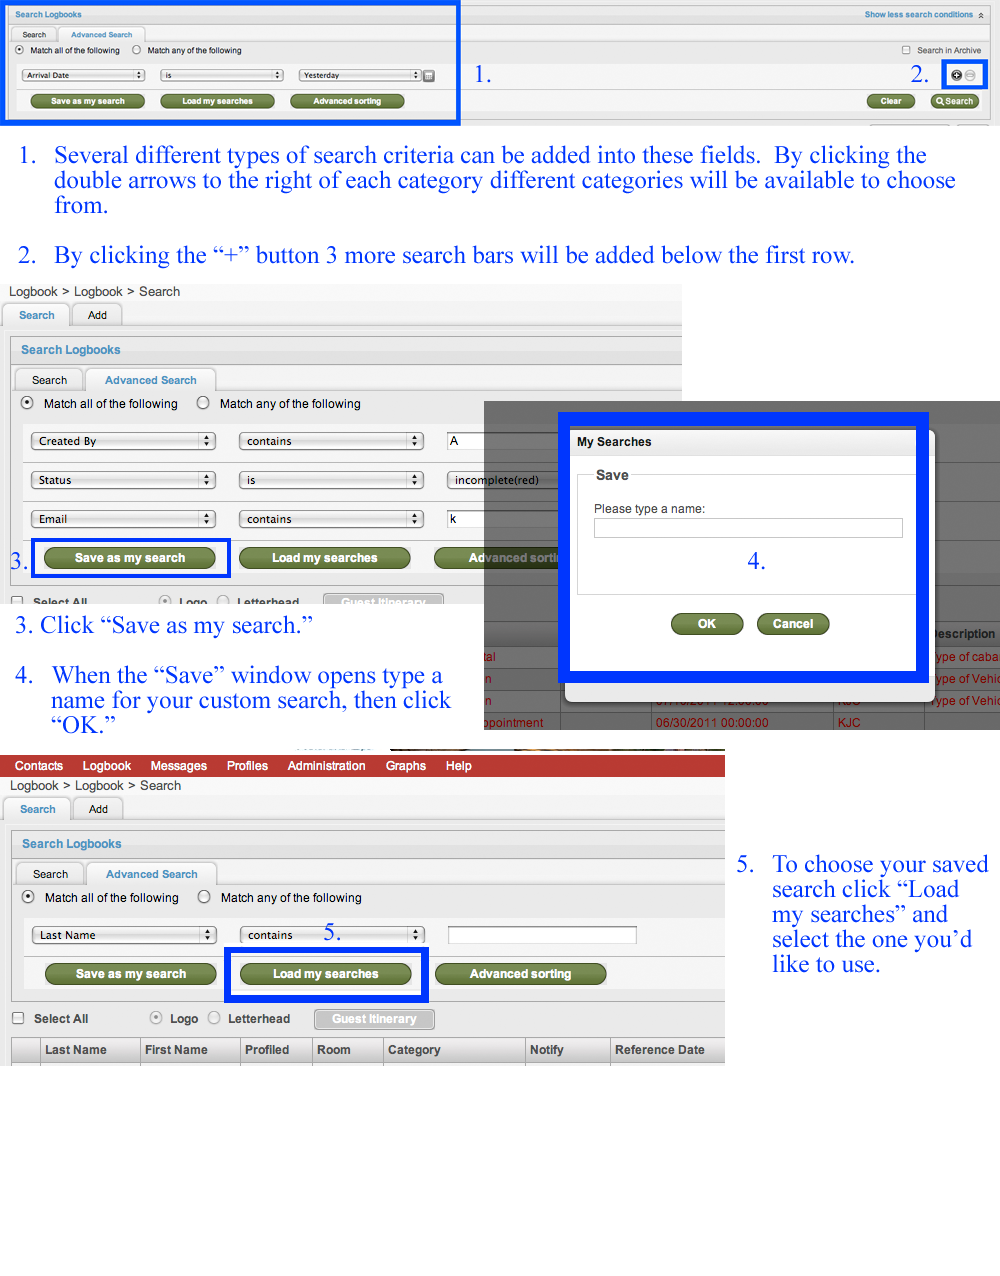 Search Logbooks
Show less search conditions
Search Advanced Search
Match all of the following Match any of the following
Search in Archive
Arrival Date is Yesterday
1.
2.
Save as my search Load my searches Advanced sorting
Clear Search
1. Several different types of search criteria can be added into these fields. By clicking the
double arrows to the right of each category different categories will be available to choose
from.
2. By clicking the “+” button 3 more search bars will be added below the first row.
Logbook > Logbook > Search
Search Add
Search Logbooks
Search Advanced Search
Match all of the following Match any of the following
Created By contains A
Status is incomplete(red)
Email contains k
3. Save as my search Load my searches Advanced sorti
Select All Logo Letterhead Guest Itinerary
My Searches
Save
Please type a name:
4.
OK Cancel
Description
tal Type of caba
n Type of Vehic
n KJC Type of Vehic
ppointment 06/30/2011 00:00:00 KJC
3. Click “Save as my search.”
4. When the “Save” window opens type a
name for your custom search, then click
“OK.”
Contacts Logbook Messages Profiles Administration Graphs Help
Logbook > Logbook > Search
Search Add
Search Logbooks
Search Advanced Search
Match all of the following Match any of the following
Last Name contains 5.
Save as my search Load my searches Advanced sorting
Select All Logo Letterhead Guest Itinerary
Last Name First Name Profiled Room Category Notify Reference Date
5. To choose your saved
search click “Load
my searches” and
select the one you’d
like to use.